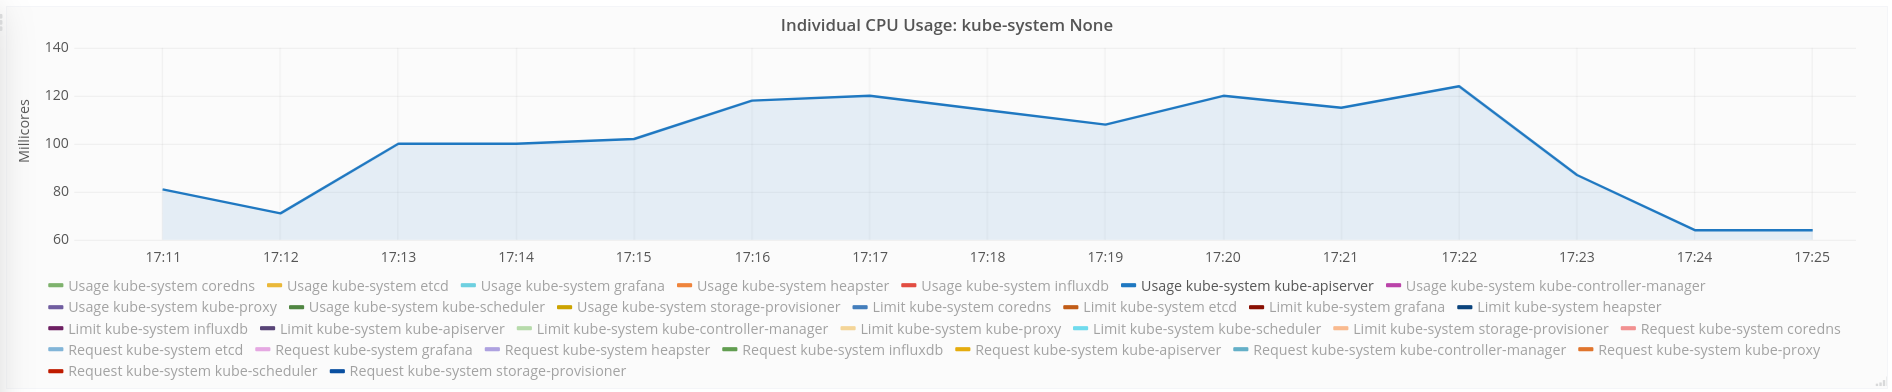 Individual CPU Usage: kube-system None
140
120
100
80
60
Millicores
17:11 17:12 17:13 17:14 17:15 17:16 17:17 17:18 17:19 17:20 17:21 17:22 17:23 17:24 17:25
Usage kube-system coredns Usage kube-system etcd Usage kube-system grafana Usage kube-system heapster Usage kube-system influxdb Usage kube-system kube-apiserver Usage kube-system kube-controller-manager
Usage kube-system kube-proxy Usage kube-system kube-scheduler Usage kube-system storage-provisioner Limit kube-system coredns Limit kube-system etcd Limit kube-system grafana Limit kube-system heapster
Limit kube-system influxdb Limit kube-system kube-apiserver Limit kube-system kube-controller-manager Limit kube-system kube-proxy Limit kube-system kube-scheduler Limit kube-system storage-provisioner Request kube-system coredns
Request kube-system etcd Request kube-system grafana Request kube-system heapster Request kube-system influxdb Request kube-system kube-apiserver Request kube-system kube-controller-manager Request kube-system kube-proxy
Request kube-system kube-scheduler Request kube-system storage-provisioner